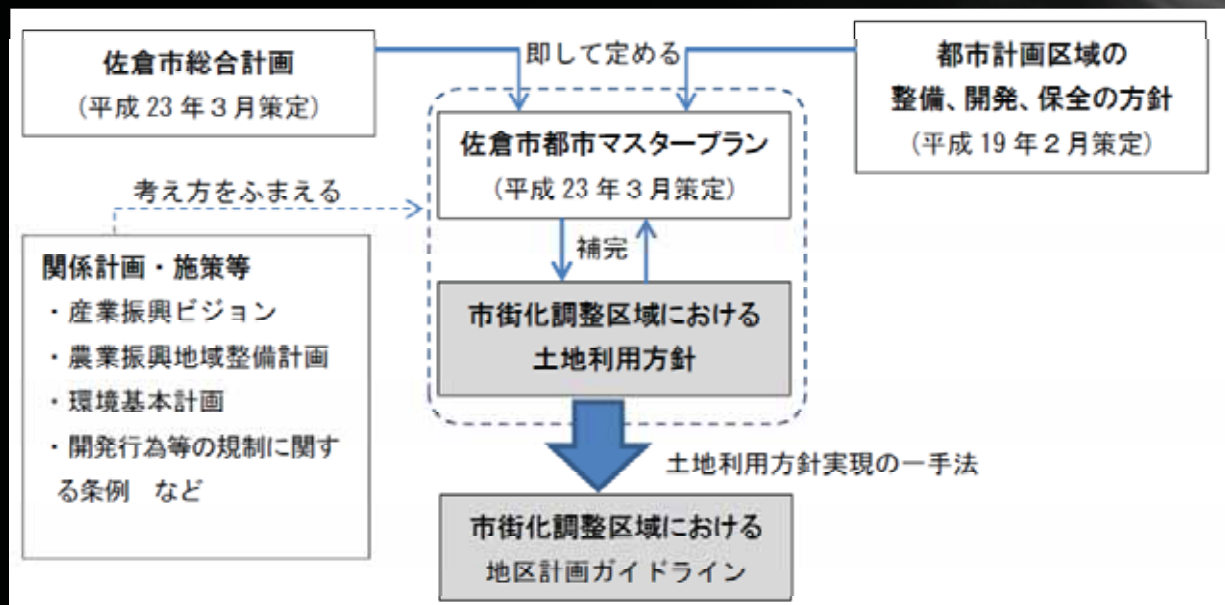 佐倉市総合計画
(平成 23 年3月策定)
即して定める
都市計画区域の
整備、開発、保全の方針
(平成 19 年2月策定)
佐倉市都市マスタープラン
(平成 23 年3月策定)
考え方をふまえる
補完
関係計画・施策等
・産業振興ビジョン
・農業振興地域整備計画
・環境基本計画
・開発行為等の規制に関す
る条例 など
市街化調整区域における
土地利用方針
土地利用方針実現の一手法
市街化調整区域における
地区計画ガイドライン